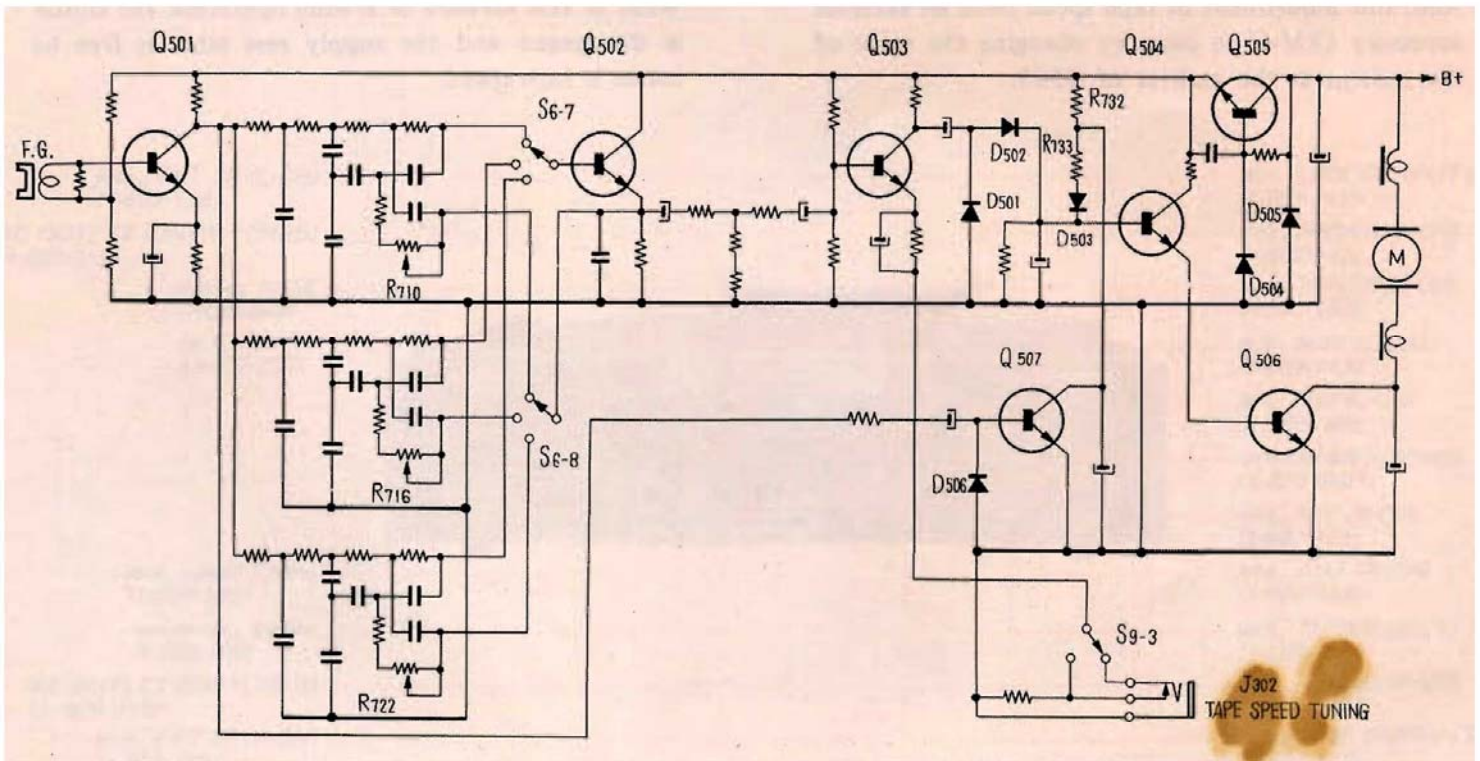 Q501
Q502
Q503
Q504
Q505
B+
R732
S6-7
F.G.
D502
R733
D501
D503
D505
M
R710
D504
Q507
Q506
S6-8
D506
R716
S9-3
J302
R722
TAPE SPEED TUNING